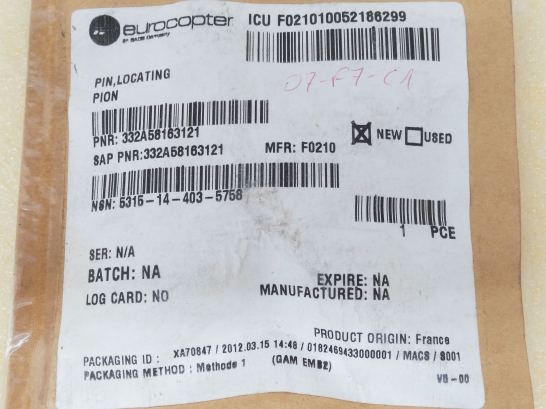 eurocopter
an EADS Company
ICU F021010052186299
07-F7-C1
PIN,LOCATING
PION
PNR: 332A58163121
SAP PNR:332A58163121
MFR: F0210
NEW
USED
NSN: 5315-14-403-5758
1 PCE
SER: N/A
BATCH: NA
EXPIRE: NA
LOG CARD: NO
MANUFACTURED: NA
PRODUCT ORIGIN: France
PACKAGING ID : XA70847 / 2012.03.15 14:48 / 0182469433000001 / MACS / S001
PACKAGING METHOD : Methode 1 (GAM EMB2)
V5-00